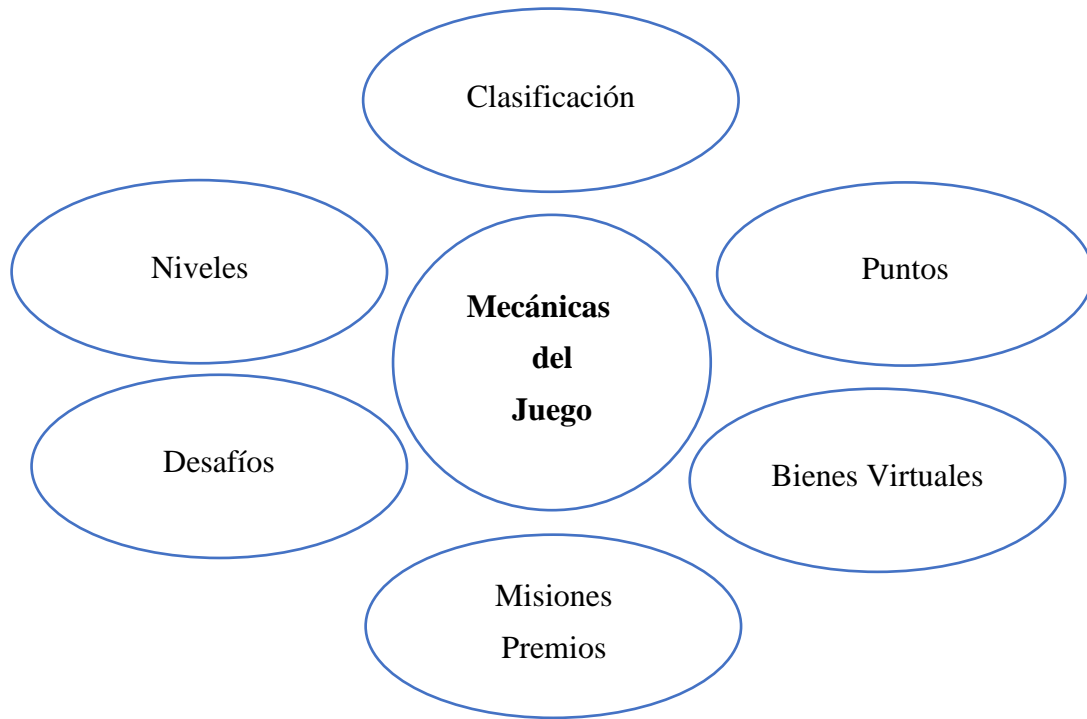 Clasificación
Niveles
Puntos
Mecánicas
del
Juego
Desafíos
Bienes Virtuales
Misiones
Premios